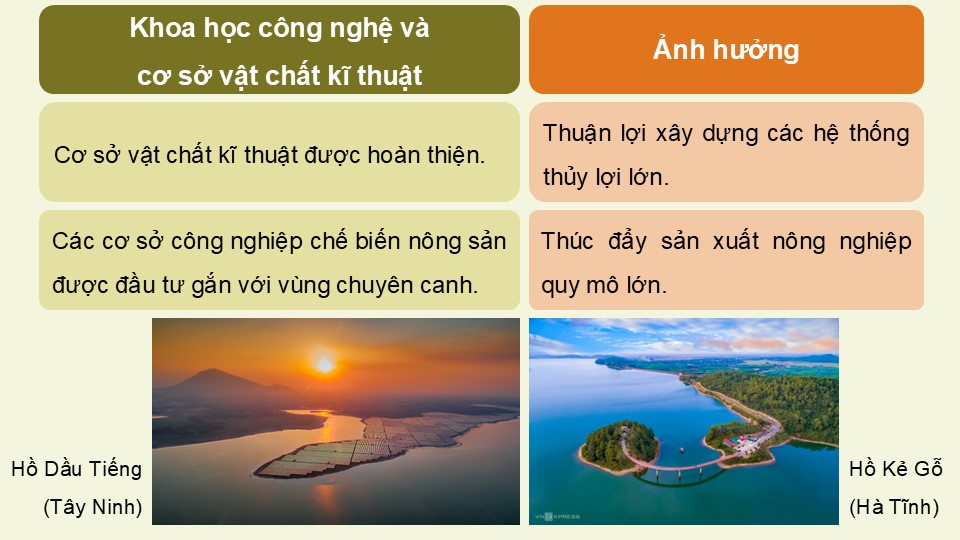 Khoa học công nghệ và
cơ sở vật chất kĩ thuật
Ảnh hưởng
Cơ sở vật chất kĩ thuật được hoàn thiện.
Thuận lợi xây dựng các hệ thống
thủy lợi lớn.
Các cơ sở công nghiệp chế biến nông sản
được đầu tư gắn với vùng chuyên canh.
Thúc đẩy sản xuất nông nghiệp
quy mô lớn.
Hồ Dầu Tiếng
(Tây Ninh)
Hồ Kẻ Gỗ
(Hà Tĩnh)
VNEXPRESS